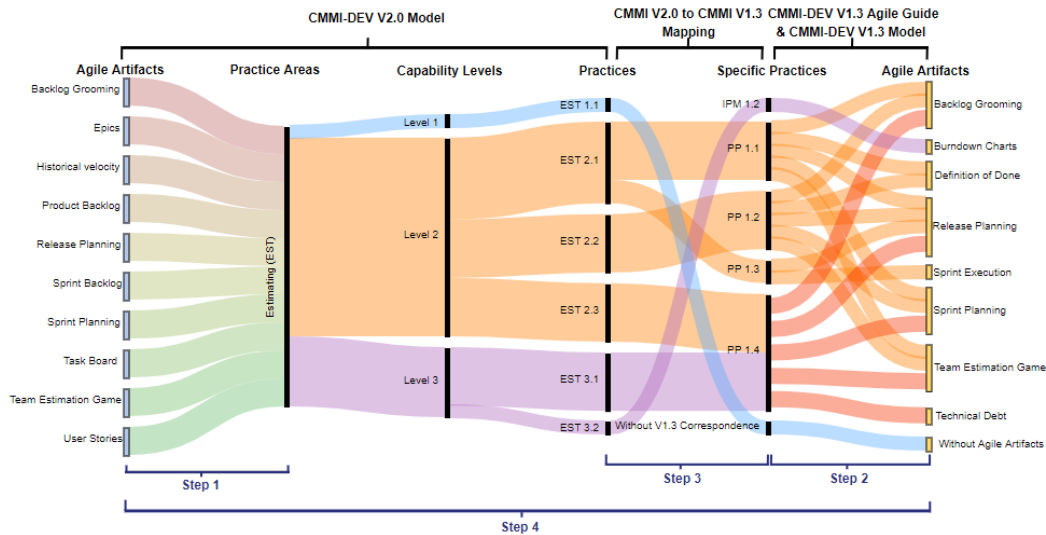 CMMI-DEV V2.0 Model
CMMI V2.0 to CMMI V1.3
Mapping
CMMI-DEV V1.3 Agile Guide
& CMMI-DEV V1.3 Model
Agile Artifacts
Practice Areas
Capability Levels
Practices
Specific Practices
Agile Artifacts
Backlog Grooming
Epics
Historical velocity
Product Backlog
Release Planning
Sprint Backlog
Sprint Planning
Task Board
Team Estimation Game
User Stories
Estimating (EST)
Level 1
Level 2
Level 3
EST 1.1
EST 2.1
EST 2.2
EST 2.3
EST 3.1
EST 3.2
IPM 1.2
PP 1.1
PP 1.2
PP 1.3
PP 1.4
Without V1.3 Correspondence
Backlog Grooming
Burndown Charts
Definition of Done
Release Planning
Sprint Execution
Sprint Planning
Team Estimation Game
Technical Debt
Without Agile Artifacts
Step 1
Step 3
Step 2
Step 4